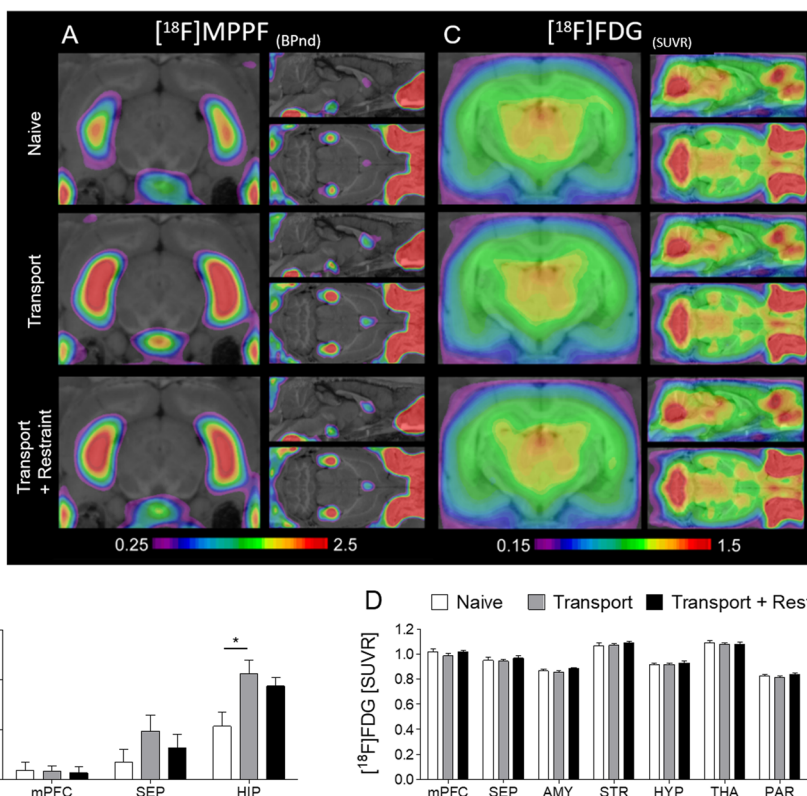 A [¹⁸F]MPPF (BPnd)
C [¹⁸F]FDG (SUVR)
Naive
Transport
Transport
+ Restraint
0.25 2.5
0.15 1.5
*
mPFC SEP HIP
D Naive Transport Transport + Rest
[¹⁸F]FDG [SUVR]
1.2
1.0
0.8
0.6
0.4
0.2
0.0
mPFC SEP AMY STR HYP THA PAR